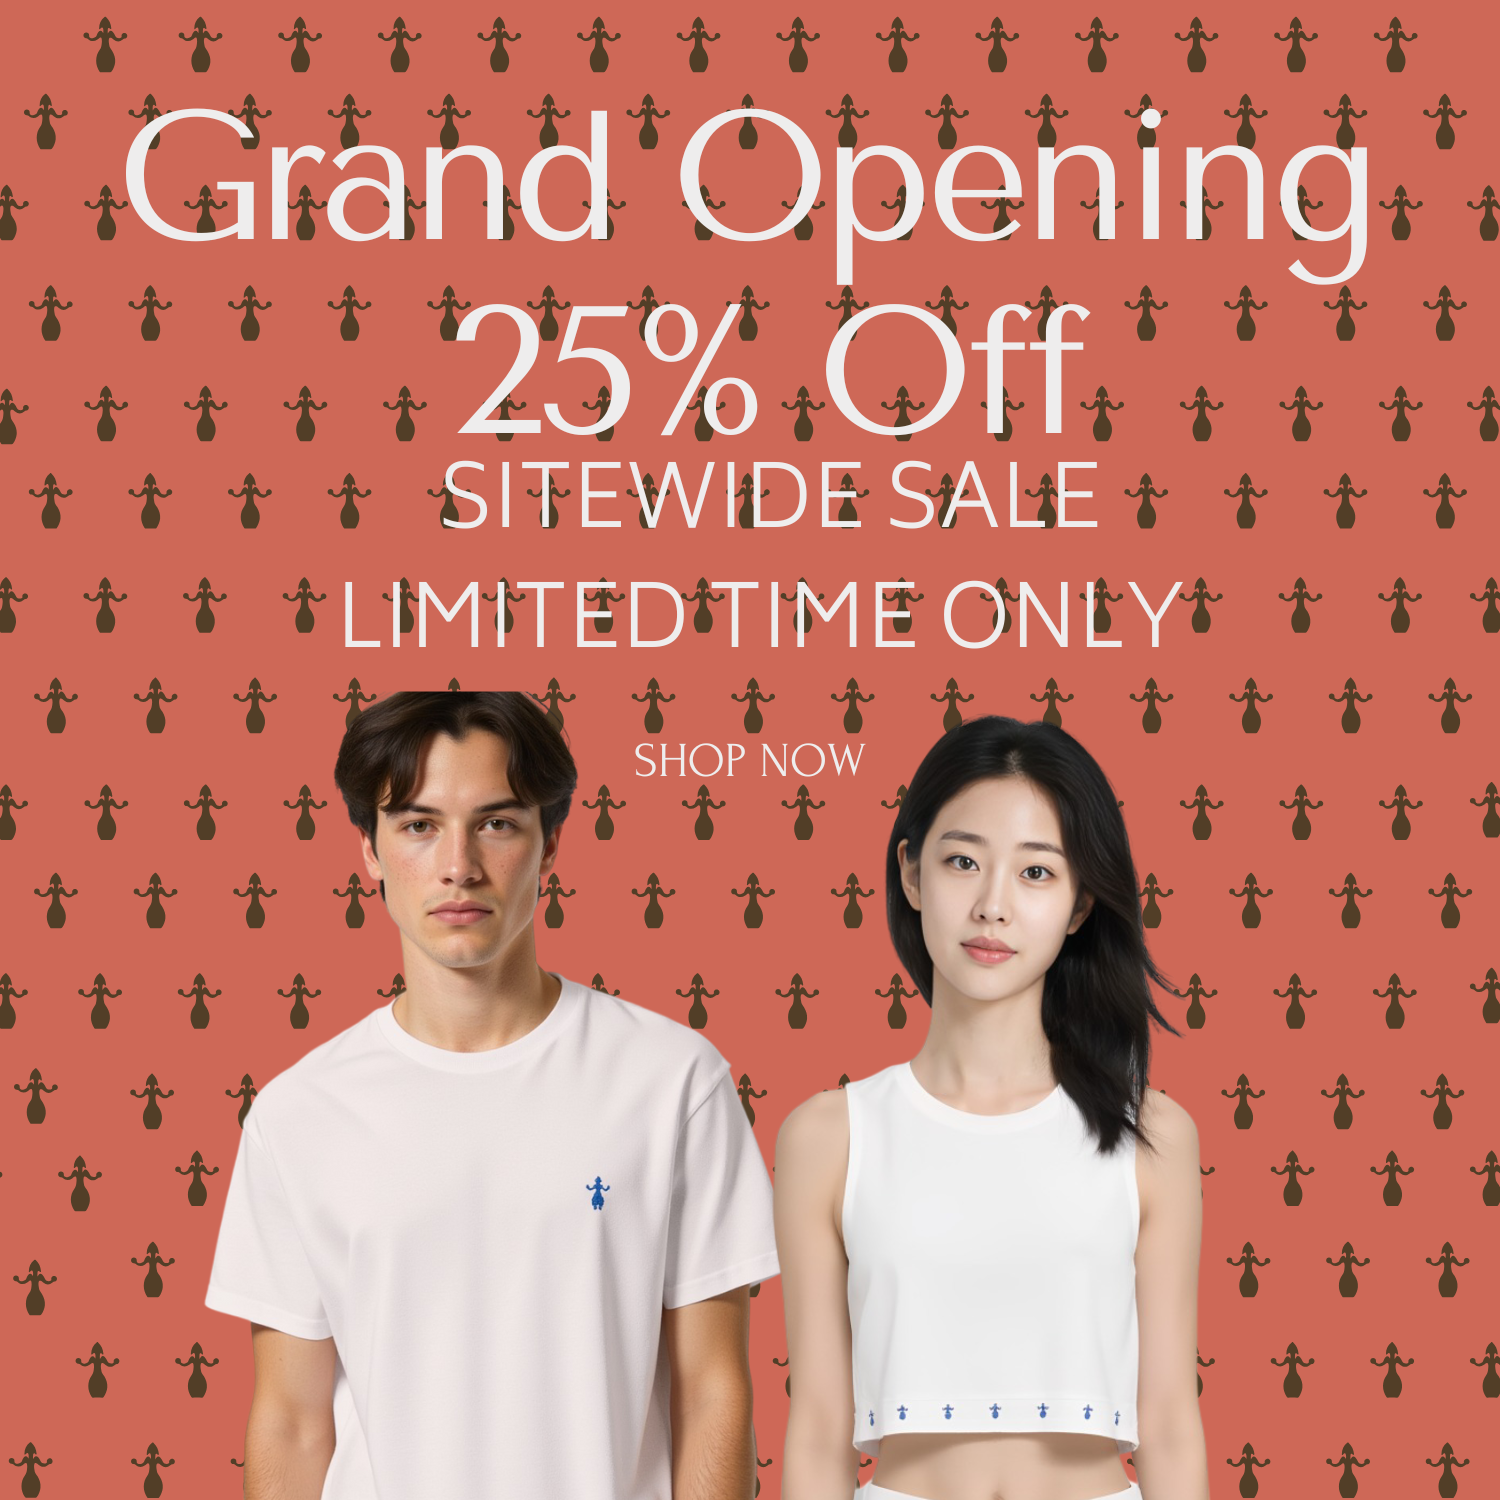 Grand Opening
25% Off
SITEWIDE SALE
LIMITED TIME ONLY
SHOP NOW